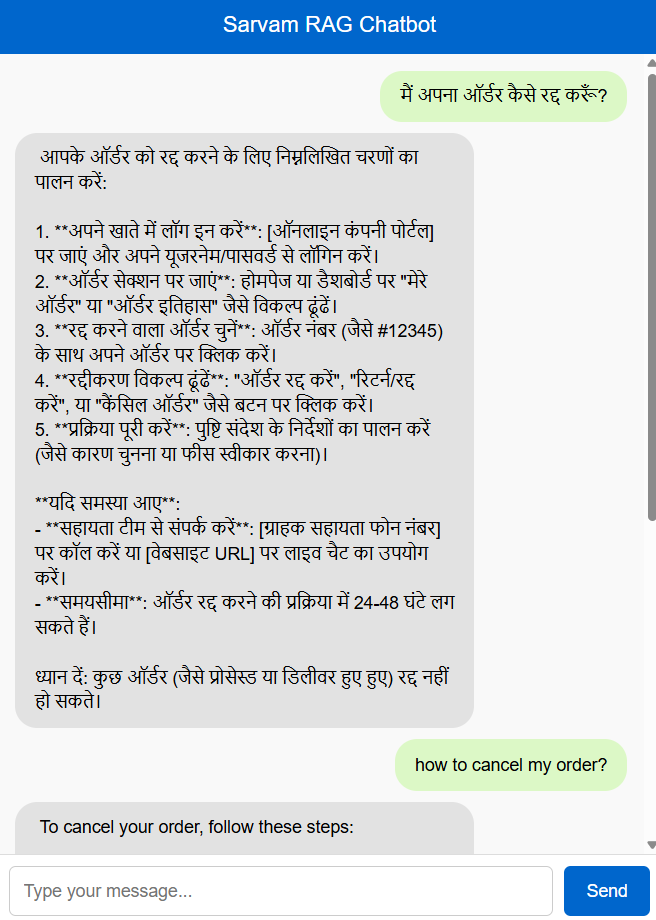 Sarvam RAG Chatbot
मैं अपना ऑर्डर कैसे रद्द करूँ?
आपके ऑर्डर को रद्द करने के लिए निम्नलिखित चरणों का
पालन करें:
1. **अपने खाते में लॉग इन करें**: [ऑनलाइन कंपनी पोर्टल]
पर जाएं और अपने यूजरनेम/पासवर्ड से लॉगिन करें।
2. **ऑर्डर सेक्शन पर जाएं**: होमपेज या डैशबोर्ड पर "मेरे
ऑर्डर" या "ऑर्डर इतिहास" जैसे विकल्प ढूंढें।
3. **रद्द करने वाला ऑर्डर चुनें**: ऑर्डर नंबर (जैसे #12345)
के साथ अपने ऑर्डर पर क्लिक करें।
4. **रद्दीकरण विकल्प ढूंढें**: "ऑर्डर रद्द करें", "रिटर्न/रद्द
करें", या "कैंसिल ऑर्डर" जैसे बटन पर क्लिक करें।
5. **प्रक्रिया पूरी करें**: पुष्टि संदेश के निर्देशों का पालन करें
(जैसे कारण चुनना या फीस स्वीकार करना)।
**यदि समस्या आए**:
- **सहायता टीम से संपर्क करें**: [ग्राहक सहायता फोन नंबर]
पर कॉल करें या [वेबसाइट URL] पर लाइव चैट का उपयोग
करें।
- **समयसीमा**: ऑर्डर रद्द करने की प्रक्रिया में 24-48 घंटे लग
सकते हैं।
ध्यान दें: कुछ ऑर्डर (जैसे प्रोसेस्ड या डिलीवर हुए हुए) रद्द नहीं
हो सकते।
how to cancel my order?
To cancel your order, follow these steps:
Type your message...
Send